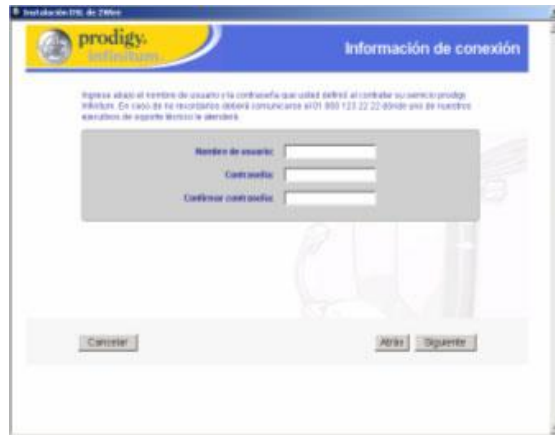 Instalación DSL de 2Wire
prodigy.
infinitum.
Información de conexión
Ingrese abajo el nombre de usuario y la contraseña que usted definió al contratar su servicio prodigy
infinitum. En caso de no recordarlos deberá comunicarse al 01 800 123 22 22 donde uno de nuestros
ejecutivos de soporte técnico le atenderá.
Nombre de usuario:
Contraseña:
Confirmar contraseña:
Cancelar
Atrás
Siguiente